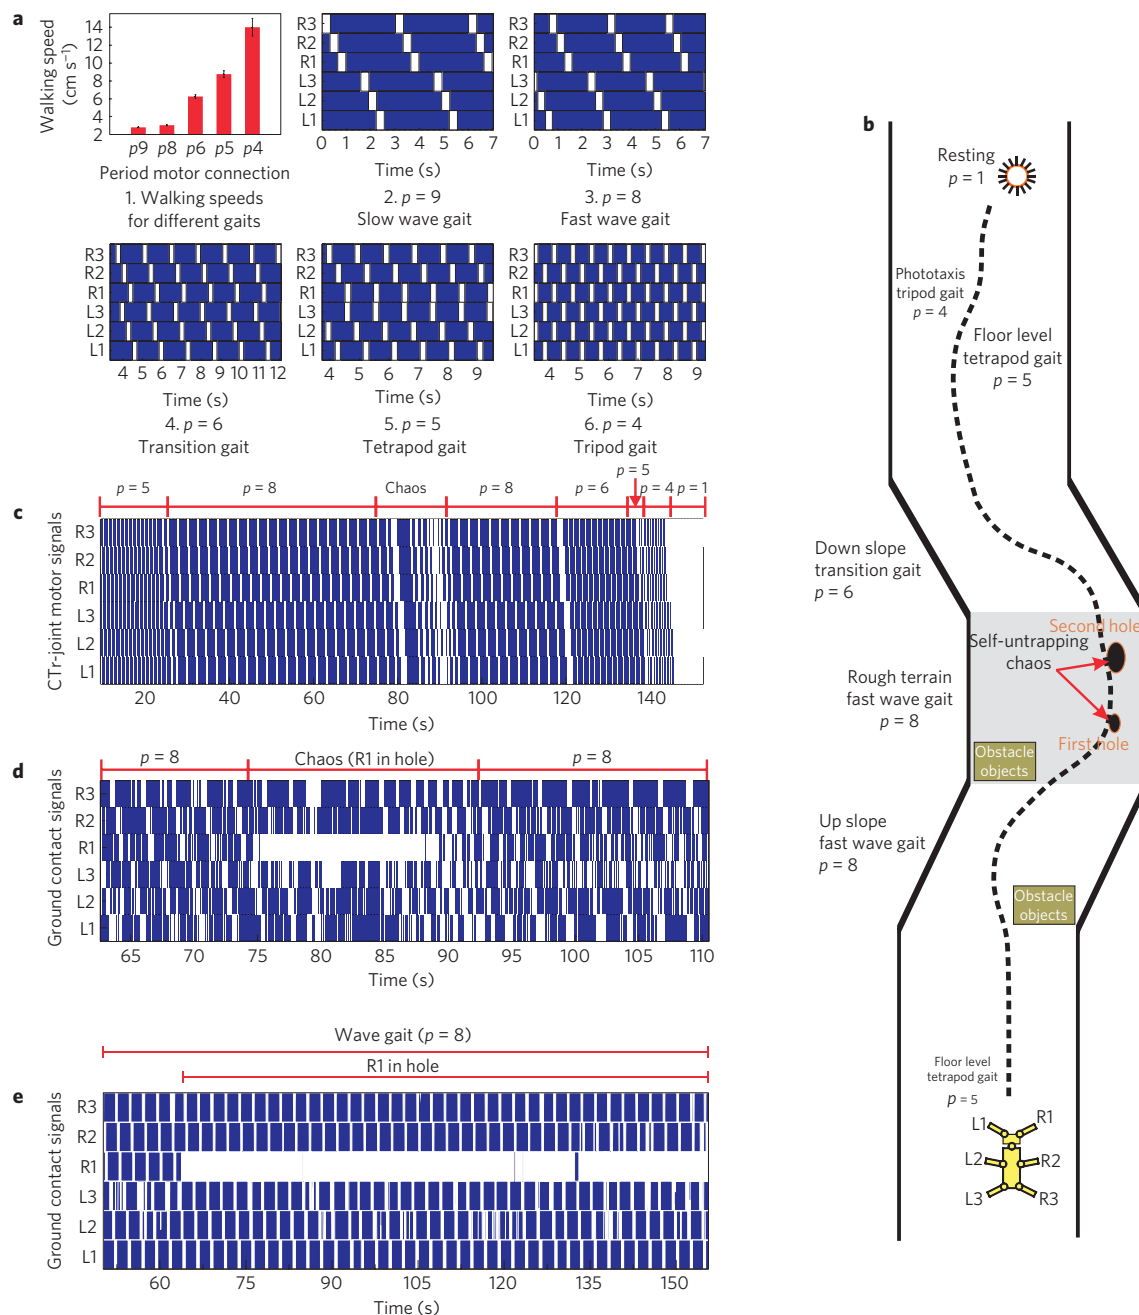 a
Walking speed
(cm s⁻¹)
14
10
6
2
p9 p8 p6 p5 p4
Period motor connection
1. Walking speeds
for different gaits
R3
R2
R1
L3
L2
L1
0 1 2 3 4 5 6 7
Time (s)
2. p = 9
Slow wave gait
R3
R2
R1
L3
L2
L1
0 1 2 3 4 5 6 7
Time (s)
3. p = 8
Fast wave gait
R3
R2
R1
L3
L2
L1
4 5 6 7 8 9 10 11 12
Time (s)
4. p = 6
Transition gait
R3
R2
R1
L3
L2
L1
4 5 6 7 8 9
Time (s)
5. p = 5
Tetrapod gait
R3
R2
R1
L3
L2
L1
4 5 6 7 8 9
Time (s)
6. p = 4
Tripod gait
c
p = 5
p = 5 p = 8 Chaos p = 8 p = 6 p = 4 p = 1
CTr-joint motor signals
R3
R2
R1
L3
L2
L1
20 40 60 80 100 120 140
Time (s)
d
p = 8 Chaos (R1 in hole) p = 8
Ground contact signals
R3
R2
R1
L3
L2
L1
65 70 75 80 85 90 95 100 105 110
Time (s)
Wave gait (p = 8)
R1 in hole
e
Ground contact signals
R3
R2
R1
L3
L2
L1
60 75 90 105 120 135 150
Time (s)
b
Resting
p = 1
Phototaxis
tripod gait
p = 4
Floor level
tetrapod gait
p = 5
Down slope
transition gait
p = 6
Second hole
Self-untrapping
chaos
Rough terrain
fast wave gait
p = 8
First hole
Obstacle
objects
Up slope
fast wave gait
p = 8
Obstacle
objects
Floor level
tetrapod gait
p = 5
L1 R1
L2 R2
L3 R3